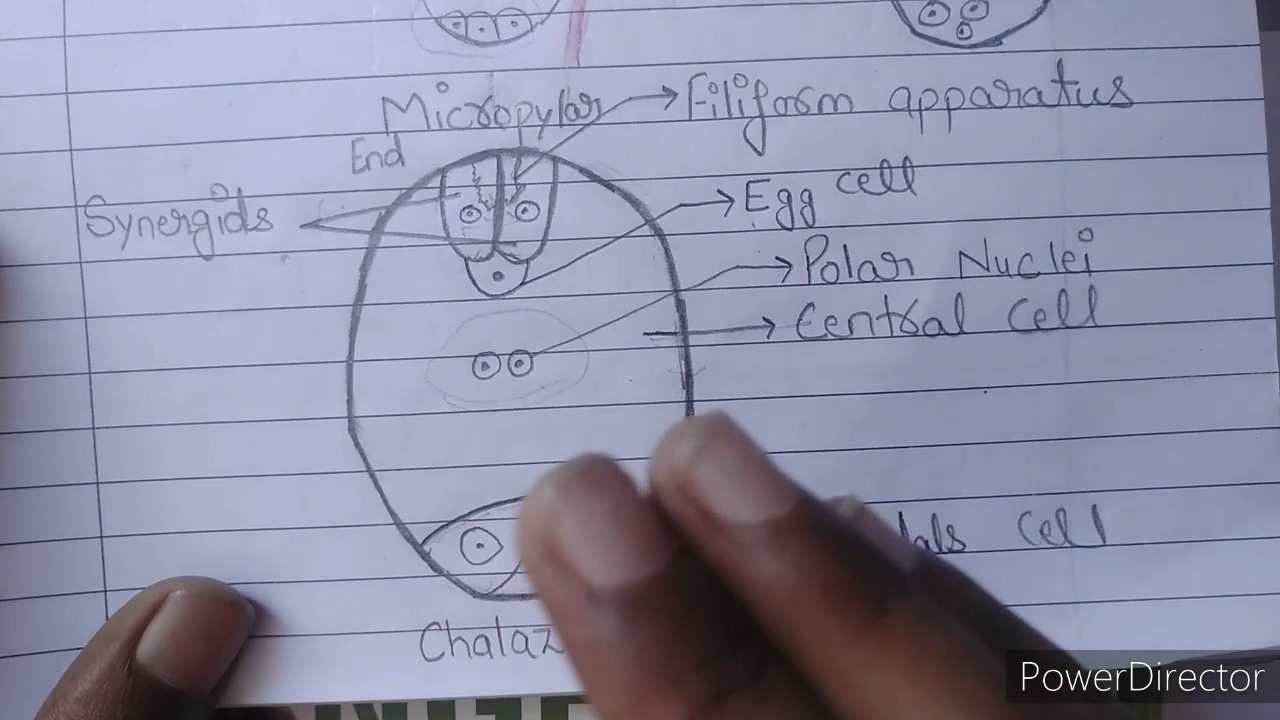 Micropylar
End
Filiform apparatus
Synergids
Egg cell
Polar Nuclei
Central Cell
Cell
PowerDirector